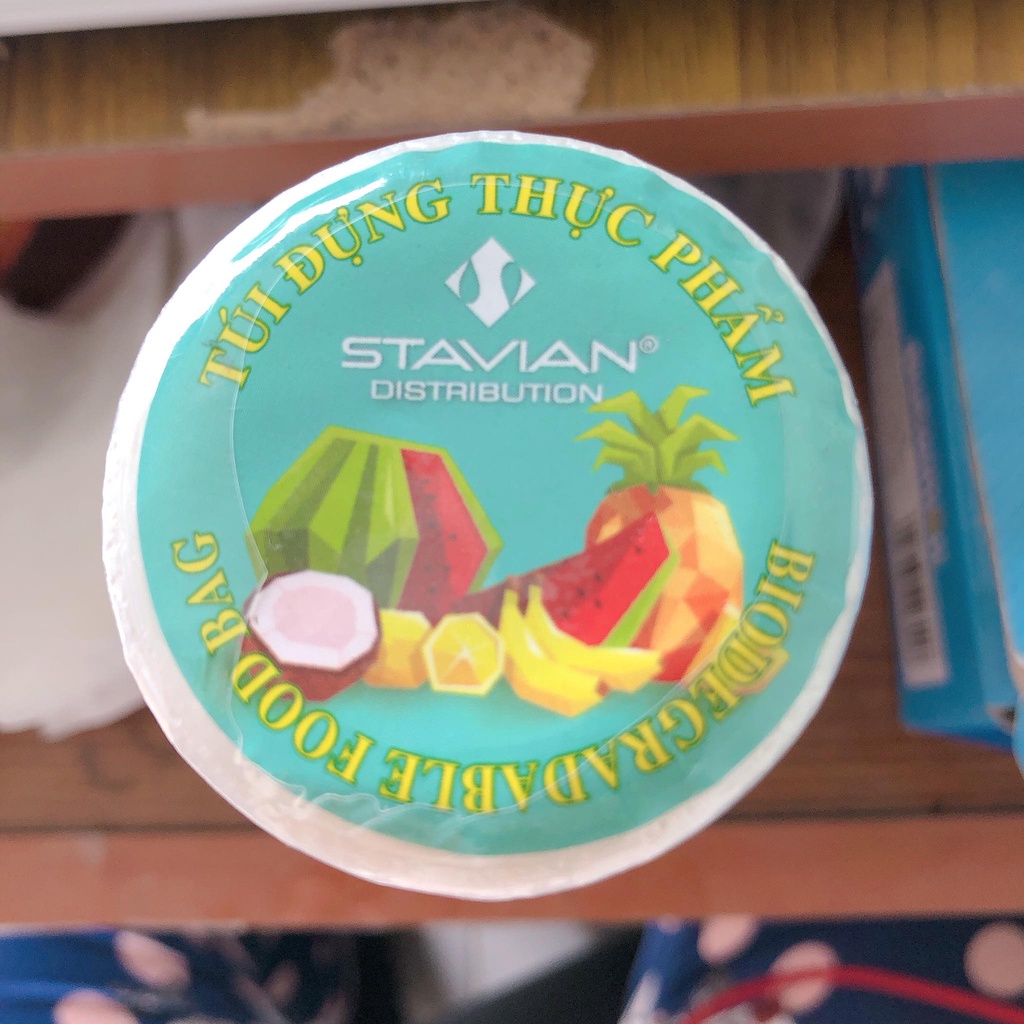 TÚI ĐỰNG THỰC PHẨM
STAVIAN®
DISTRIBUTION
BIODEGRADABLE FOOD BAG